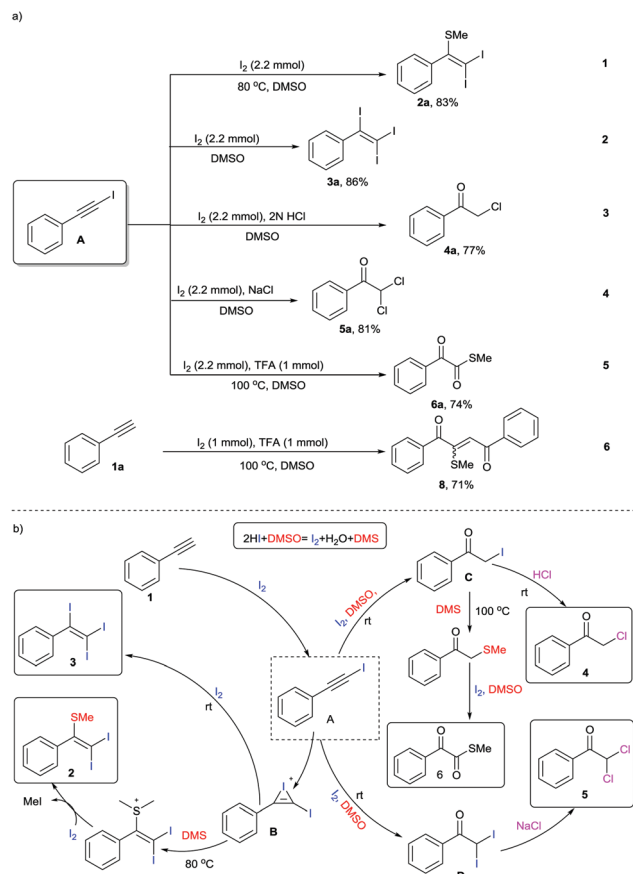 a)
SMe
I
I
I₂ (2.2 mmol)
80 °C, DMSO
2a, 83%
1
I
I
I
I₂ (2.2 mmol)
DMSO
3a, 86%
2
I
A
O
Cl
I₂ (2.2 mmol), 2N HCl
DMSO
4a, 77%
3
O
Cl
Cl
I₂ (2.2 mmol), NaCl
DMSO
5a, 81%
4
O
SMe
O
I₂ (2.2 mmol), TFA (1 mmol)
100 °C, DMSO
6a, 74%
5
1a
I₂ (1 mmol), TFA (1 mmol)
100 °C, DMSO
O
SMe
O
8, 71%
6
b)
2HI+DMSO= I₂+H₂O+DMS
1
I₂
O
I
C
HCl
rt
I₂, DMSO,
rt
DMS
100 °C
O
Cl
4
I
I
I
3
I₂
rt
I
A
O
SMe
I₂, DMSO
O
SMe
6
O
SMe
I
I
2
MeI
I₂
S⁺
I
I
DMS
80 °C
I⁺
I
B
rt
I₂, DMSO
O
I
I
NaCl
O
Cl
Cl
5